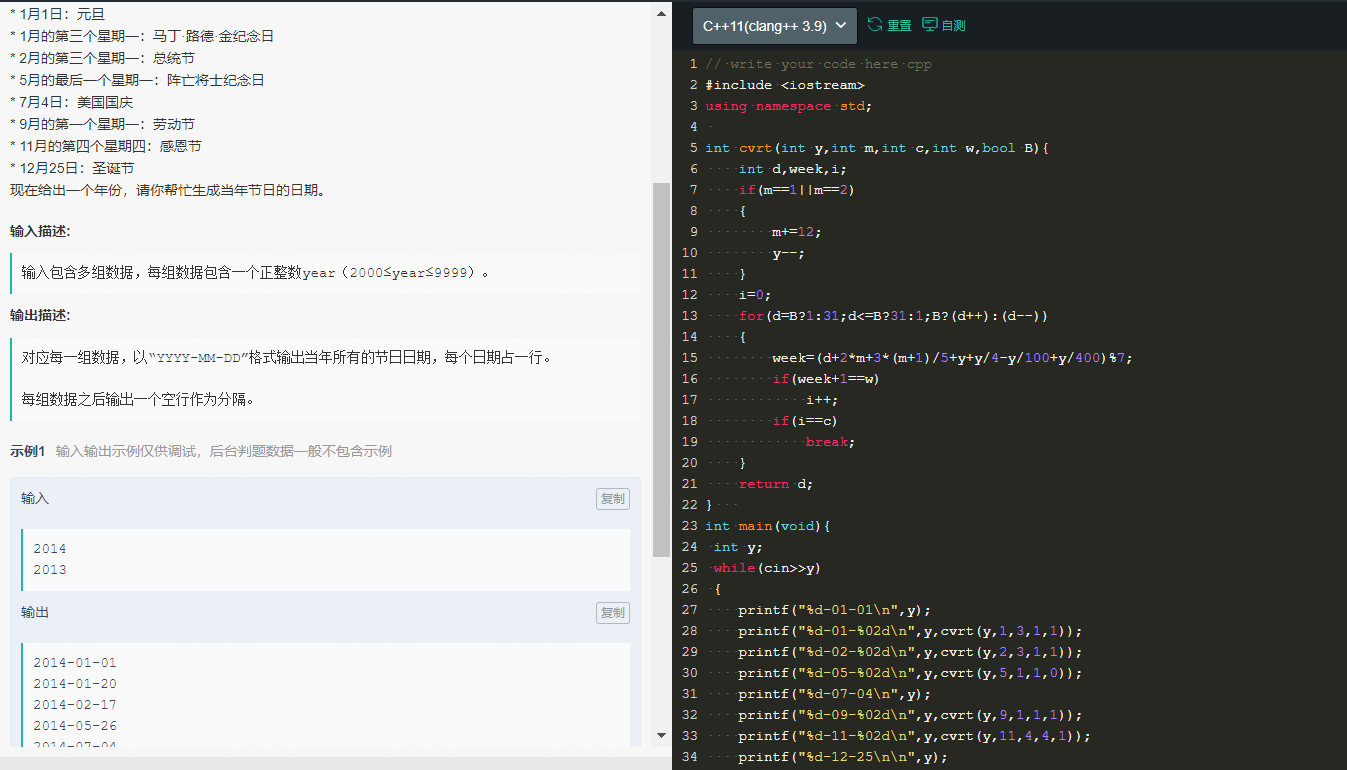 * 1月1日：元旦
* 1月的第三个星期一：马丁·路德·金纪念日
* 2月的第三个星期一：总统节
* 5月的最后一个星期一：阵亡将士纪念日
* 7月4日：美国国庆
* 9月的第一个星期一：劳动节
* 11月的第四个星期四：感恩节
* 12月25日：圣诞节
现在给出一个年份，请你帮忙生成当年节日的日期。
输入描述:
输入包含多组数据，每组数据包含一个正整数year（2000≤year≤9999）。
输出描述:
对应每一组数据，以“YYYY-MM-DD”格式输出当年所有的节日日期，每个日期占一行。
每组数据之后输出一个空行作为分隔。
示例1 输入输出示例仅供调试，后台判题数据一般不包含示例
输入 复制
2014
2013
输出 复制
2014-01-01
2014-01-20
2014-02-17
2014-05-26
2014-07-04
C++11(clang++ 3.9) 重置 自测
1 // write your code here cpp
2 #include <iostream>
3 using namespace std;
4
5 int cvrt(int y,int m,int c,int w,bool B){
6 int d,week,i;
7 if(m==1||m==2)
8 {
9 m+=12;
10 y--;
11 }
12 i=0;
13 for(d=B?1:31;d<=B?31:1;B?(d++):(d--))
14 {
15 week=(d+2*m+3*(m+1)/5+y+y/4-y/100+y/400)%7;
16 if(week+1==w)
17 i++;
18 if(i==c)
19 break;
20 }
21 return d;
22 }
23 int main(void){
24 int y;
25 while(cin>>y)
26 {
27 printf("%d-01-01\n",y);
28 printf("%d-01-%02d\n",y,cvrt(y,1,3,1,1));
29 printf("%d-02-%02d\n",y,cvrt(y,2,3,1,1));
30 printf("%d-05-%02d\n",y,cvrt(y,5,1,1,0));
31 printf("%d-07-04\n",y);
32 printf("%d-09-%02d\n",y,cvrt(y,9,1,1,1));
33 printf("%d-11-%02d\n",y,cvrt(y,11,4,4,1));
34 printf("%d-12-25\n\n",y);